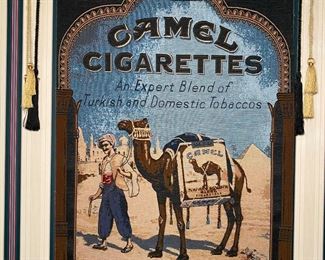 CAMEL
CIGARETTES
An Expert Blend of
Turkish and Domestic Tobaccos
CAMEL